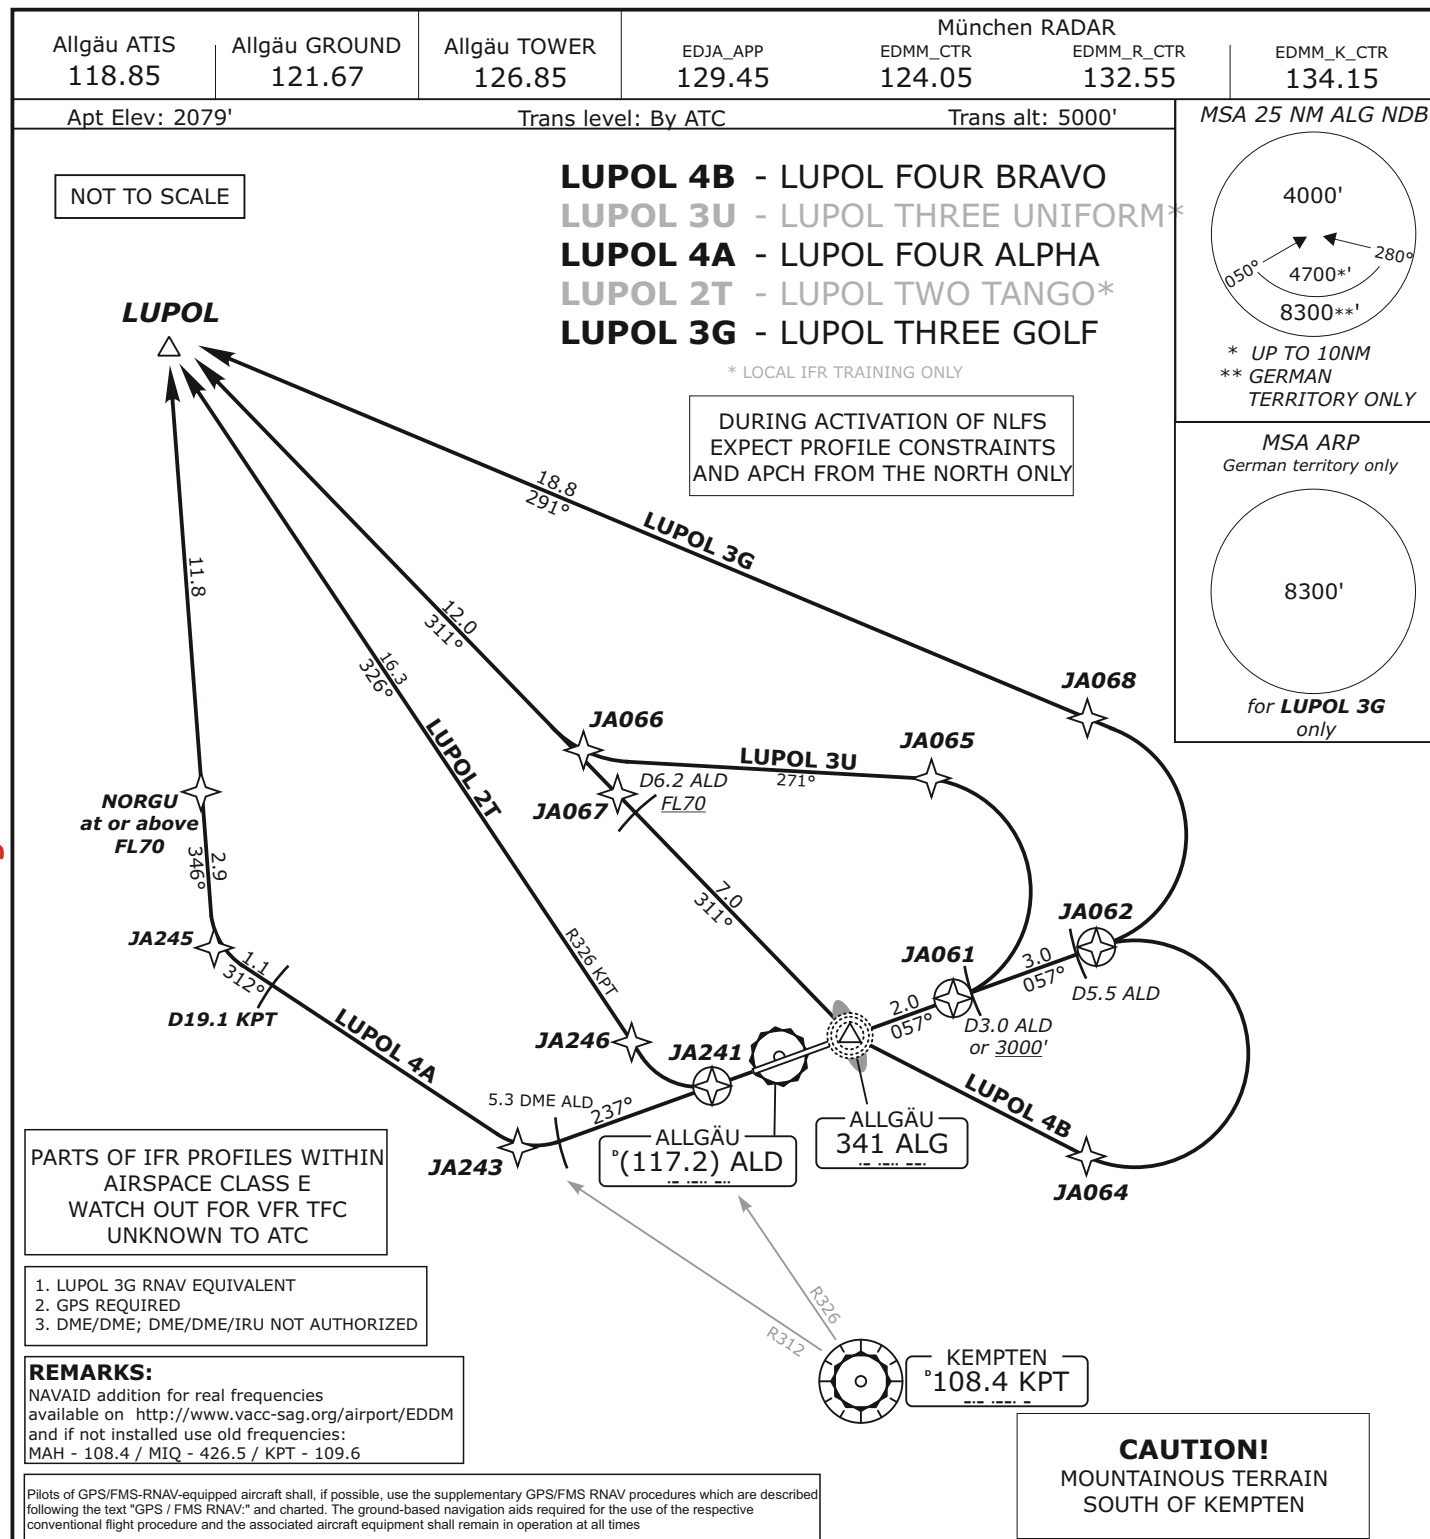 Allgäu ATIS
118.85
Allgäu GROUND
121.67
Allgäu TOWER
126.85
München RADAR
EDJA_APP
129.45
EDMM_CTR
124.05
EDMM_R_CTR
132.55
EDMM_K_CTR
134.15
Apt Elev: 2079'
Trans level: By ATC
Trans alt: 5000'
MSA 25 NM ALG NDB
4000'
050°
280°
4700*'
8300**'
* UP TO 10NM
** GERMAN
TERRITORY ONLY
MSA ARP
German territory only
8300'
for LUPOL 3G
only
NOT TO SCALE
LUPOL 4B - LUPOL FOUR BRAVO
LUPOL 3U - LUPOL THREE UNIFORM*
LUPOL 4A - LUPOL FOUR ALPHA
LUPOL 2T - LUPOL TWO TANGO*
LUPOL 3G - LUPOL THREE GOLF
* LOCAL IFR TRAINING ONLY
DURING ACTIVATION OF NLFS
EXPECT PROFILE CONSTRAINTS
AND APCH FROM THE NORTH ONLY
LUPOL
18.8
291°
LUPOL 3G
11.8
12.0
311°
16.3
326°
LUPOL 2T
JA068
JA066
JA065
LUPOL 3U
271°
D6.2 ALD
FL70
JA067
NORGU
at or above
FL70
2.9
346°
7.0
311°
JA245
1.1
312°
D19.1 KPT
LUPOL 4A
R326 KPT
JA062
JA061
3.0
057°
D5.5 ALD
2.0
057°
D3.0 ALD
or 3000'
JA246
JA241
5.3 DME ALD
237°
JA243
LUPOL 4B
JA064
ALLGÄU
D(117.2) ALD
ALLGÄU
341 ALG
R326
R312
KEMPTEN
D108.4 KPT
PARTS OF IFR PROFILES WITHIN
AIRSPACE CLASS E
WATCH OUT FOR VFR TFC
UNKNOWN TO ATC
1. LUPOL 3G RNAV EQUIVALENT
2. GPS REQUIRED
3. DME/DME; DME/DME/IRU NOT AUTHORIZED
REMARKS:
NAVAID addition for real frequencies
available on http://www.vacc-sag.org/airport/EDDM
and if not installed use old frequencies:
MAH - 108.4 / MIQ - 426.5 / KPT - 109.6
Pilots of GPS/FMS-RNAV-equipped aircraft shall, if possible, use the supplementary GPS/FMS RNAV procedures which are described
following the text "GPS / FMS RNAV:" and charted. The ground-based navigation aids required for the use of the respective
conventional flight procedure and the associated aircraft equipment shall remain in operation at all times
CAUTION!
MOUNTAINOUS TERRAIN
SOUTH OF KEMPTEN